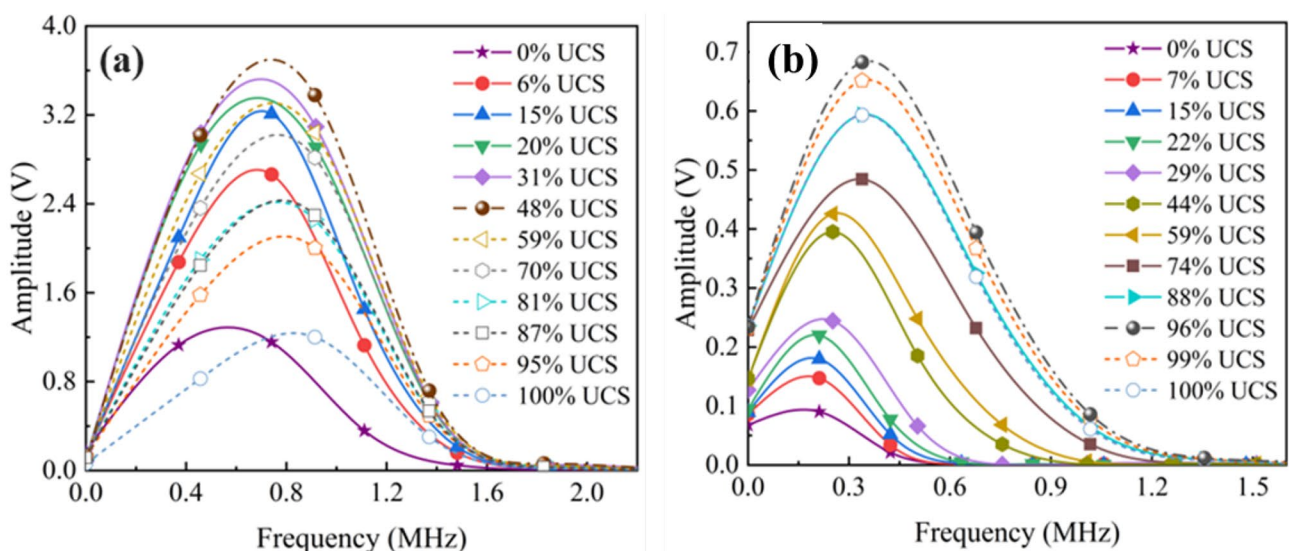 (a)
Amplitude (V)
4.0
3.2
2.4
1.6
0.8
0.0
0% UCS
6% UCS
15% UCS
20% UCS
31% UCS
48% UCS
59% UCS
70% UCS
81% UCS
87% UCS
95% UCS
100% UCS
0.0 0.4 0.8 1.2 1.6 2.0
Frequency (MHz)
(b)
Amplitude (V)
0.7
0.6
0.5
0.4
0.3
0.2
0.1
0.0
0% UCS
7% UCS
15% UCS
22% UCS
29% UCS
44% UCS
59% UCS
74% UCS
88% UCS
96% UCS
99% UCS
100% UCS
0.0 0.3 0.6 0.9 1.2 1.5
Frequency (MHz)